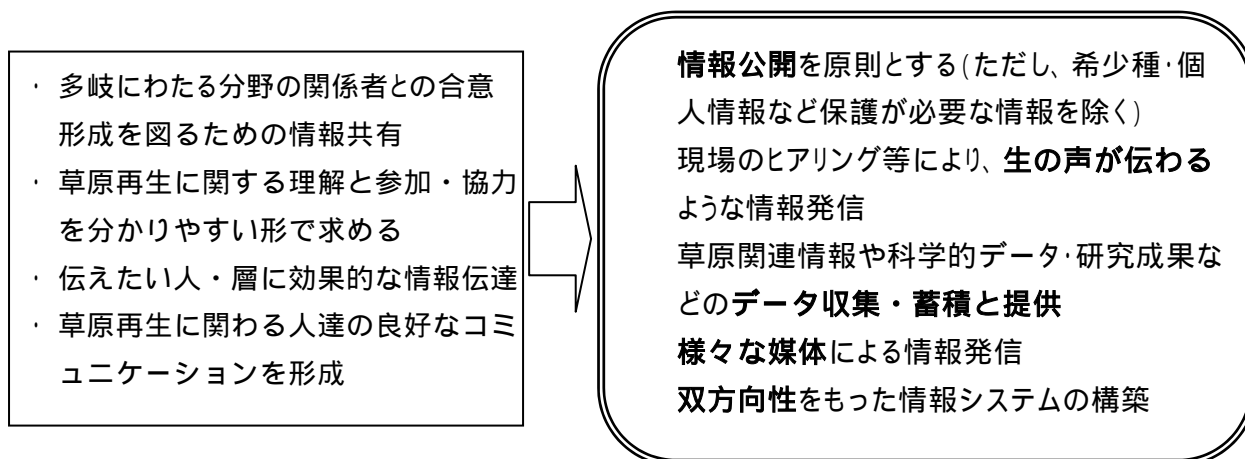 · 多岐にわたる分野の関係者との合意
形成を図るための情報共有
· 草原再生に関する理解と参加・協力
を分かりやすい形で求める
· 伝えたい人・層に効果的な情報伝達
· 草原再生に関わる人達の良好なコミ
ュニケーションを形成
情報公開を原則とする(ただし、希少種·個
人情報など保護が必要な情報を除く)
現場のヒアリング等により、生の声が伝わる
ような情報発信
草原関連情報や科学的データ·研究成果な
どのデータ収集・蓄積と提供
様々な媒体による情報発信
双方向性をもった情報システムの構築